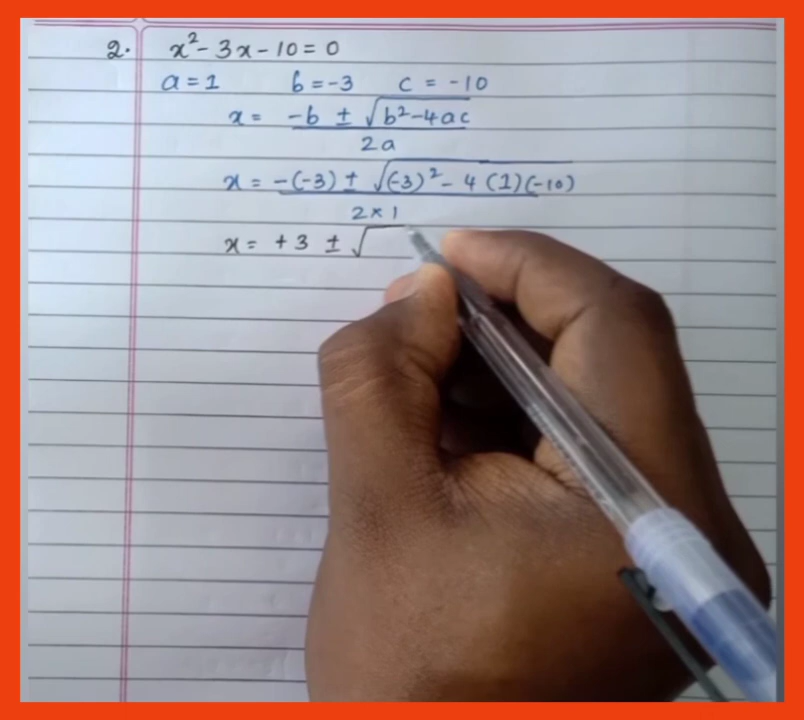 2. x² - 3x - 10 = 0
a = 1 b = -3 c = -10
x = -b ± √b² - 4ac
2a
x = -(-3) ± √(-3)² - 4 (1)(-10)
2 × 1
x = +3 ± √